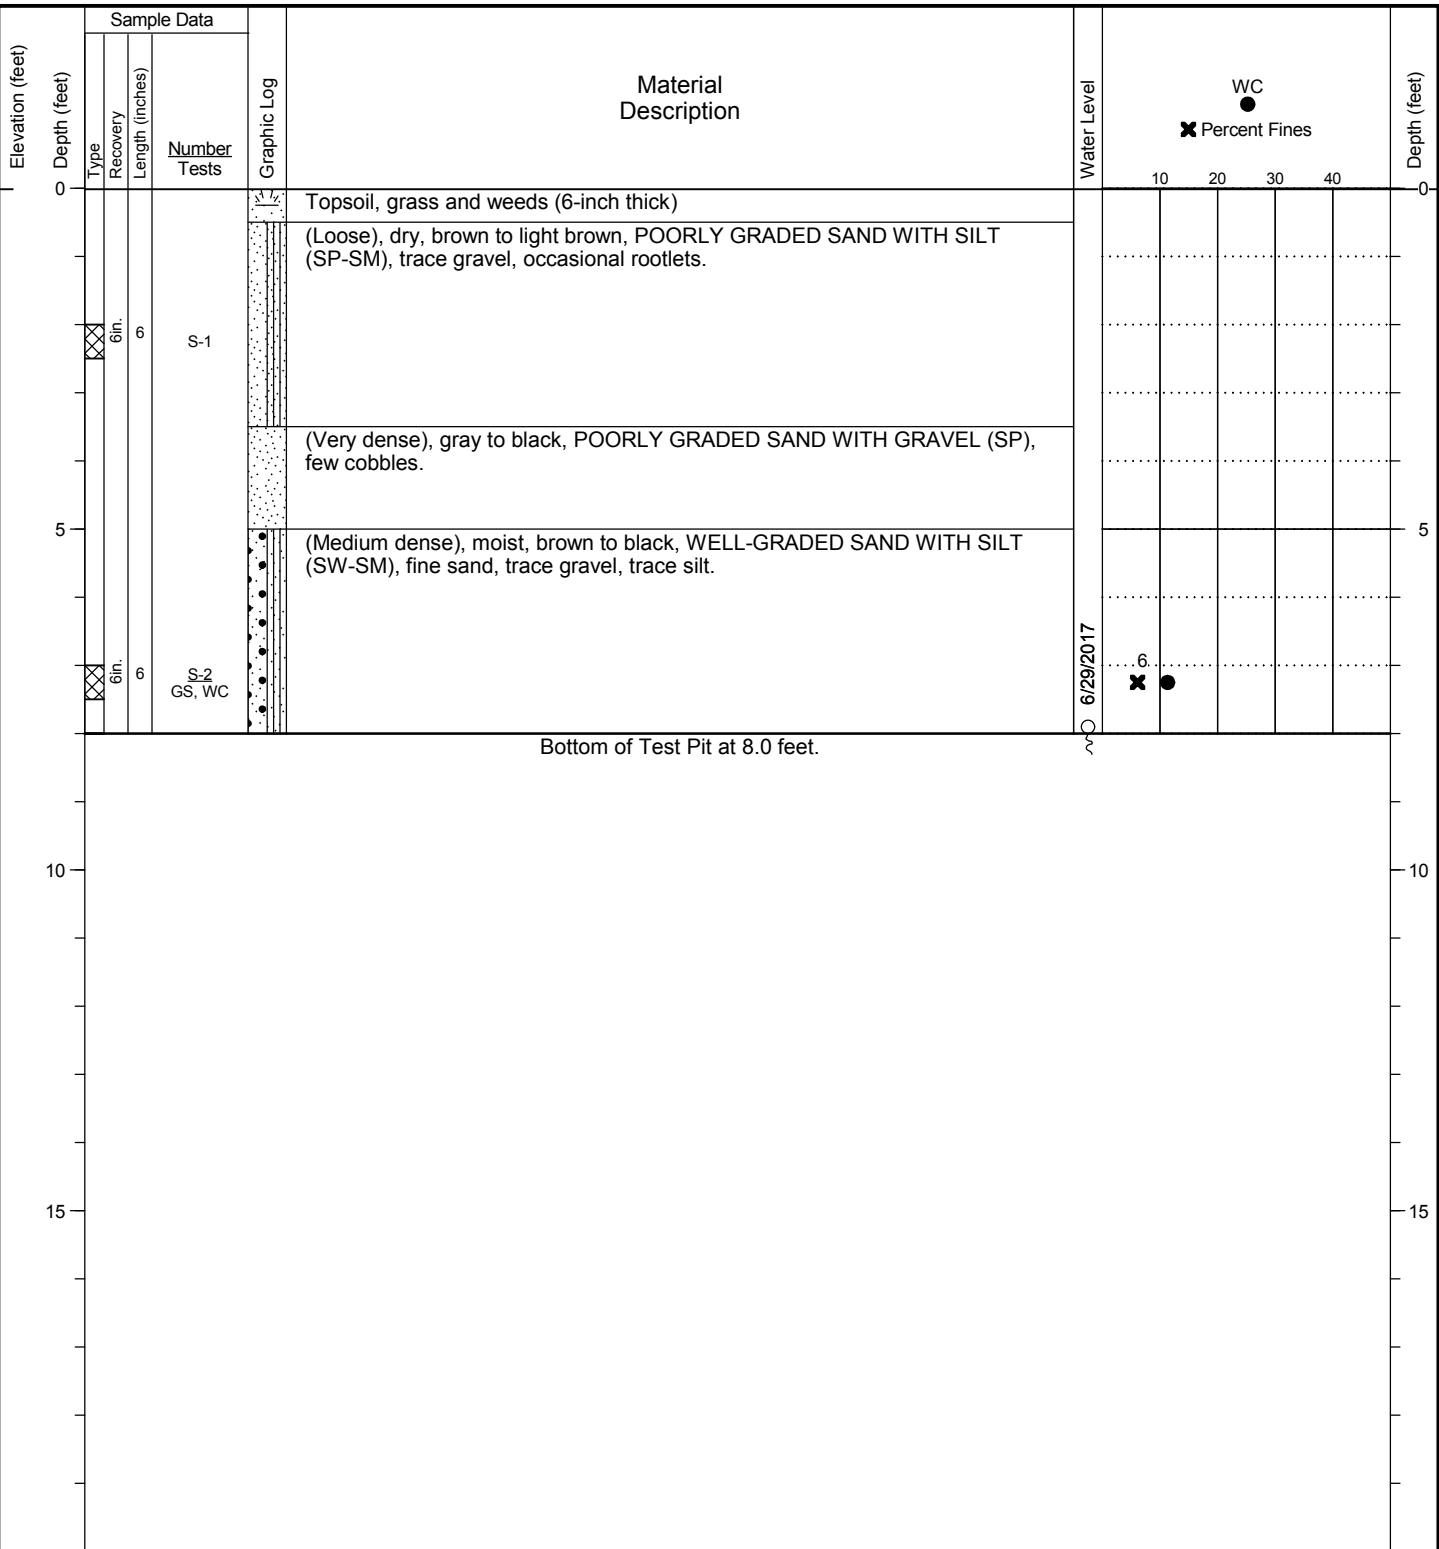 Sample Data
Elevation (feet)
Depth (feet)
Type
Recovery
Length (inches)
Number
Tests
Graphic Log
Material
Description
Water Level
WC
Percent Fines
Depth (feet)
10 20 30 40
0
0
Topsoil, grass and weeds (6-inch thick)
(Loose), dry, brown to light brown, POORLY GRADED SAND WITH SILT
(SP-SM), trace gravel, occasional rootlets.
6in.
6
S-1
(Very dense), gray to black, POORLY GRADED SAND WITH GRAVEL (SP),
few cobbles.
5
5
(Medium dense), moist, brown to black, WELL-GRADED SAND WITH SILT
(SW-SM), fine sand, trace gravel, trace silt.
6in.
6
S-2
GS, WC
6/29/2017
6
Bottom of Test Pit at 8.0 feet.
10
10
15
15